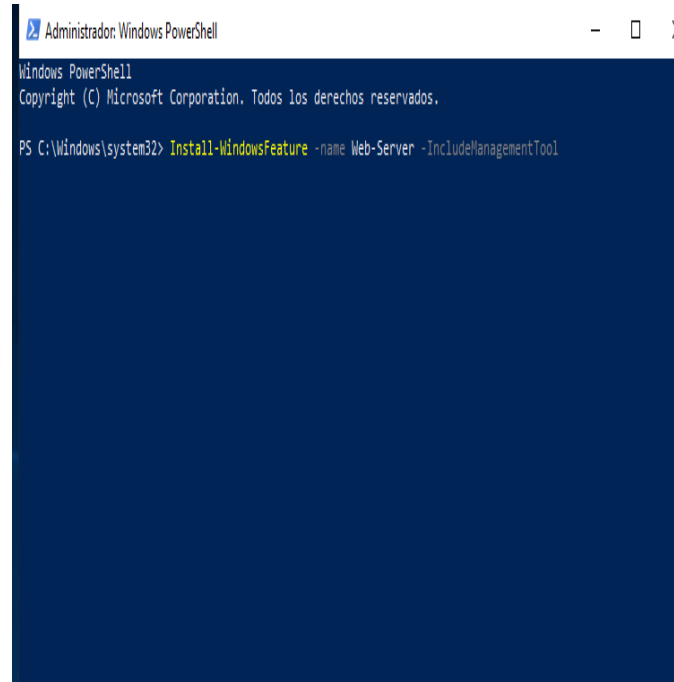 Administrador: Windows PowerShell
Windows PowerShell
Copyright (C) Microsoft Corporation. Todos los derechos reservados.
PS C:\Windows\system32> Install-WindowsFeature -name Web-Server -IncludeManagementTool